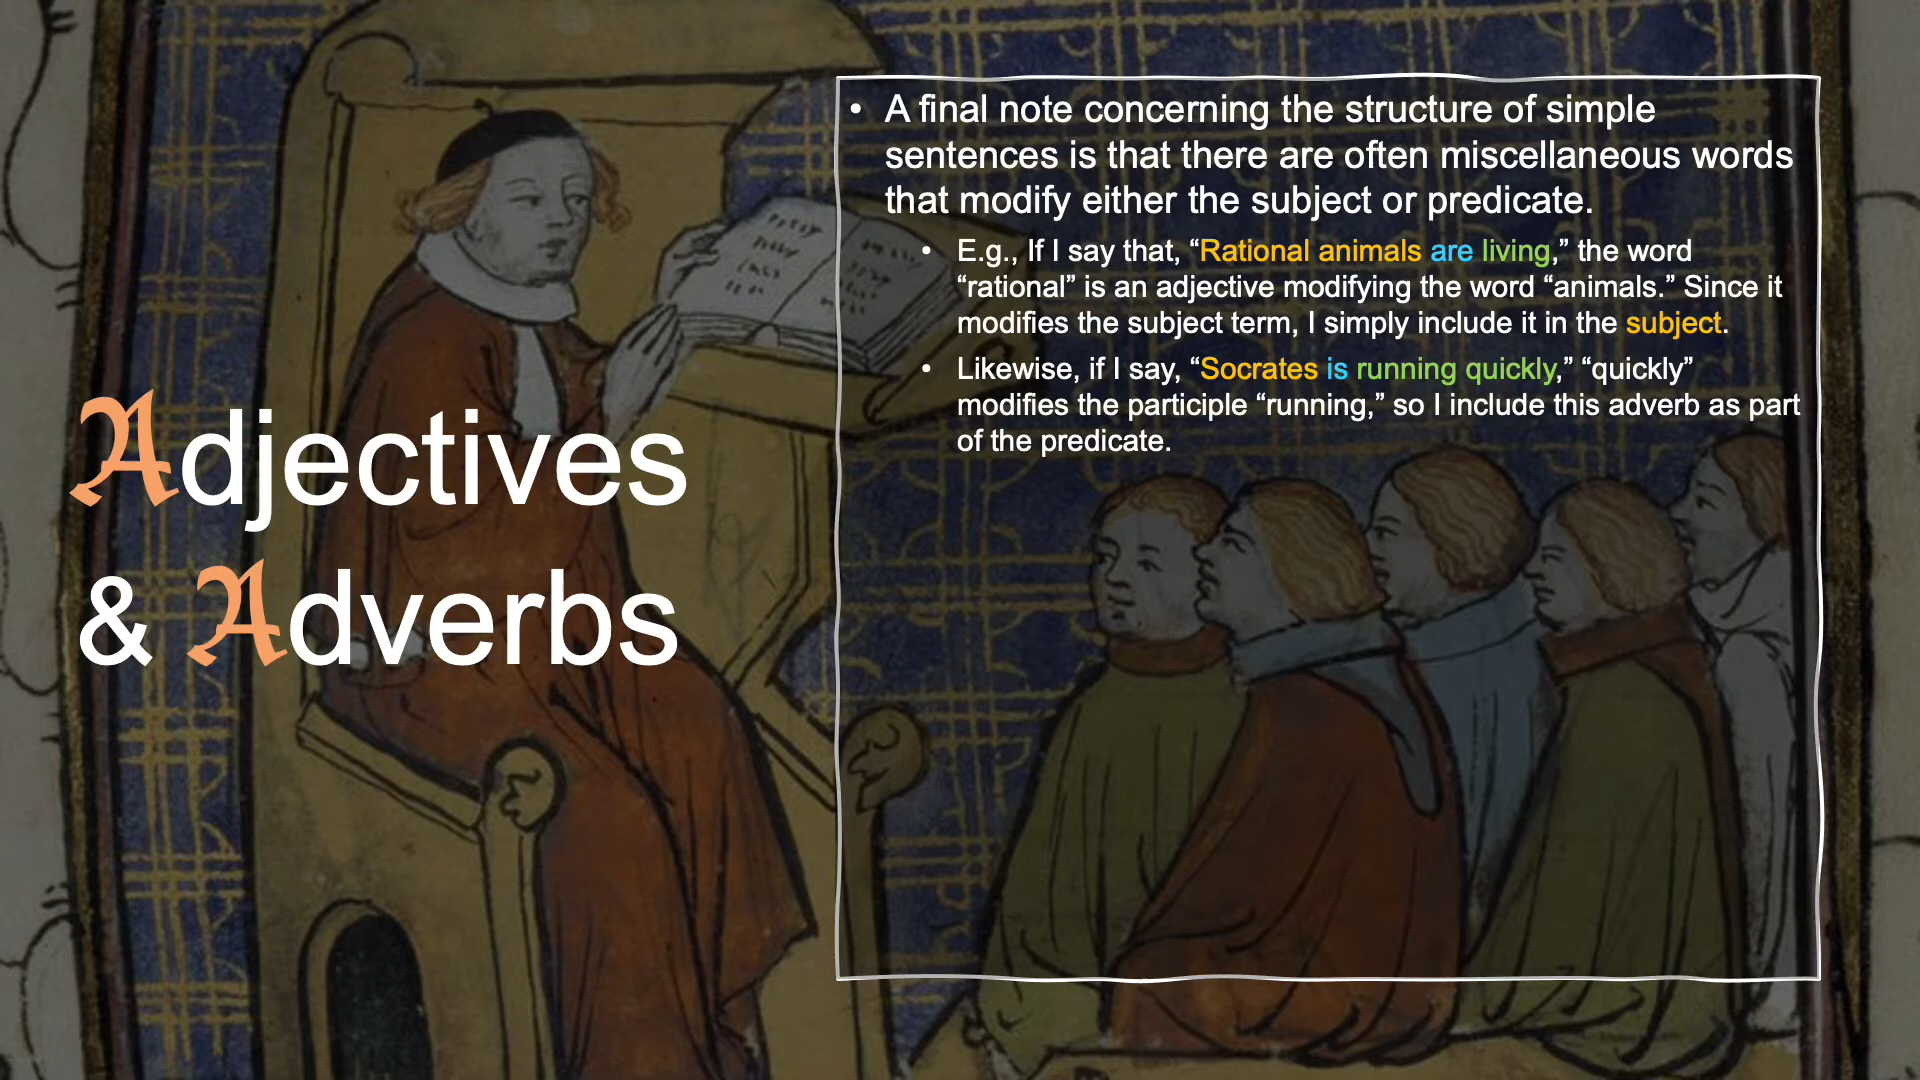 Adjectives
& Adverbs
• A final note concerning the structure of simple
sentences is that there are often miscellaneous words
that modify either the subject or predicate.
• E.g., If I say that, “Rational animals are living,” the word
“rational” is an adjective modifying the word “animals.” Since it
modifies the subject term, I simply include it in the subject.
• Likewise, if I say, “Socrates is running quickly,” “quickly”
modifies the participle “running,” so I include this adverb as part
of the predicate.